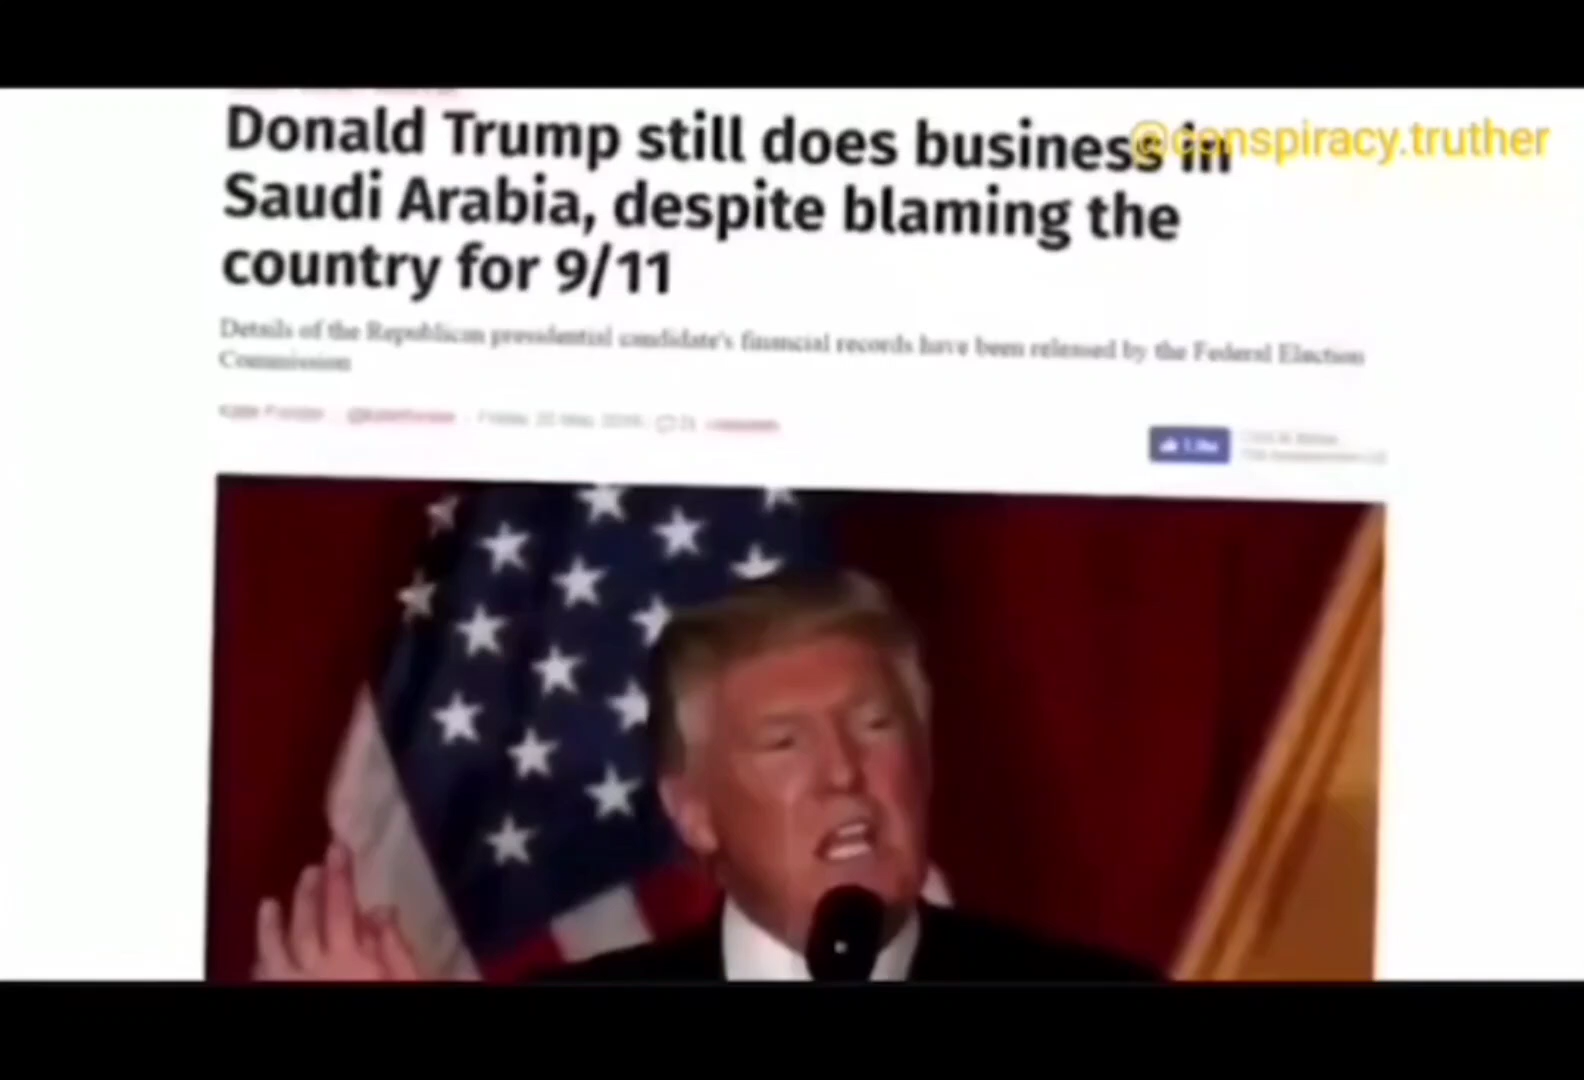 Donald Trump still does business in
@conspiracy.truther
Saudi Arabia, despite blaming the
country for 9/11
Details of the Republican presidential candidate's financial records have been released by the Federal Election
Commission